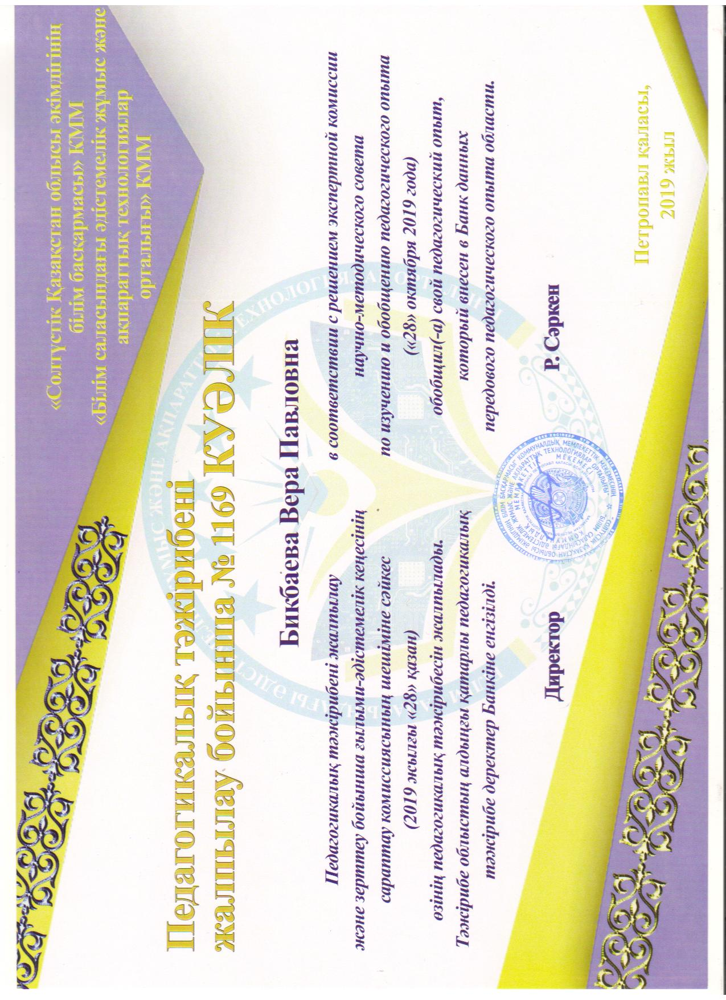 «Солтүстік Қазақстан облысы әкімдігінің
білім басқармасы» КММ
«Білім саласындағы әдістемелік жұмыс және
ақпараттық технологиялар
орталығы» КММ
Педагогикалық тәжірибені
жалпылау бойынша № 1169 КУӘЛІК
Бикбаева Вера Павловна
Педагогикалық тәжірибені жалпылау
және зерттеу бойынша ғылыми-әдістемелік кеңесінің
сараптау комиссиясының шешіміне сәйкес
(2019 жылғы «28» қазан)
өзінің педагогикалық тәжірибесін жалпылады.
Тәжірибе облыстың алдыңғы қатарлы педагогикалық
тәжірибе деректер Банкіне енгізілді.
в соответствии с решением экспертной комиссии
научно-методического совета
по изучению и обобщению педагогического опыта
(«28» октября 2019 года)
обобщил(-а) свой педагогический опыт,
который внесен в Банк данных
передового педагогического опыта области.
Директор
Р. Сәркен
Петропавл қаласы,
2019 жыл